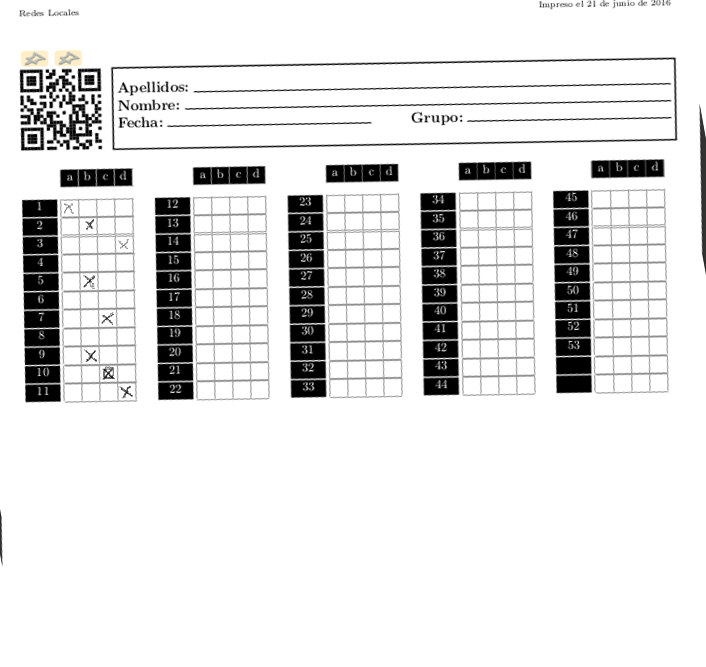 Redes Locales
Impreso el 21 de junio de 2016
Apellidos:
Nombre:
Fecha: Grupo:
a b c d a b c d a b c d a b c d a b c d
1 12 23 34 45
2 13 24 35 46
3 14 25 36 47
4 15 26 37 48
5 16 27 38 49
6 17 28 39 50
7 18 29 40 51
8 19 30 41 52
9 20 31 42 53
10 21 32 43
11 22 33 44